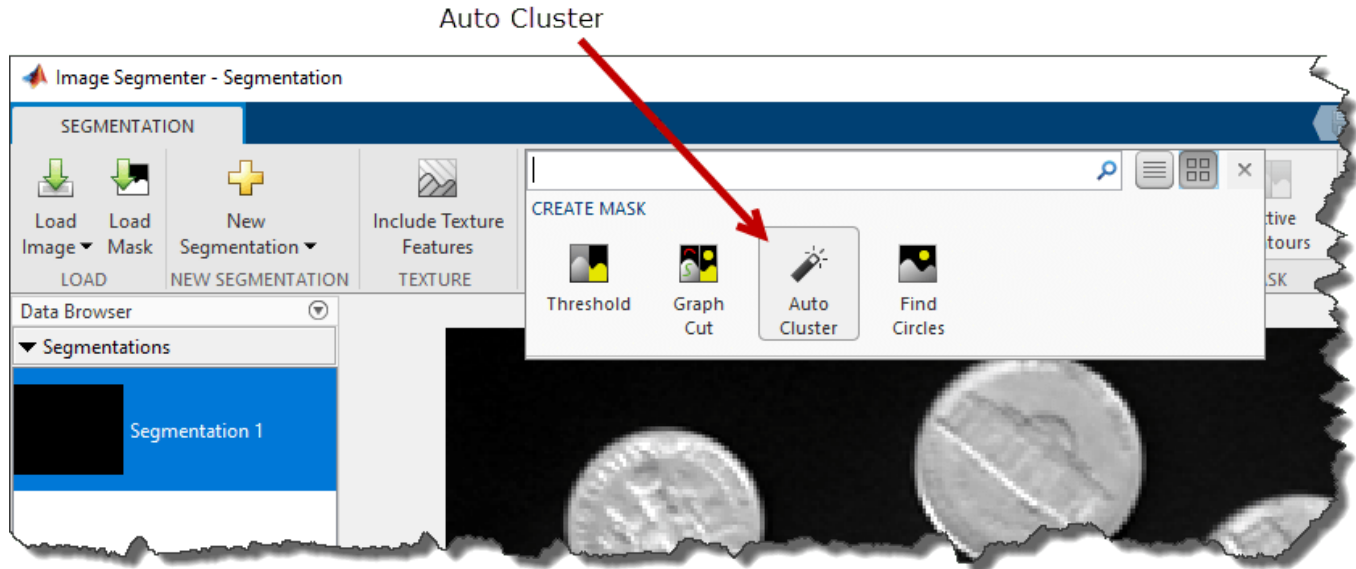 Auto Cluster
Image Segmenter - Segmentation
SEGMENTATION
Load
Image
Load
Mask
LOAD
New
Segmentation
NEW SEGMENTATION
Include Texture
Features
TEXTURE
CREATE MASK
Threshold
Graph
Cut
Auto
Cluster
Find
Circles
Data Browser
Segmentations
Segmentation 1